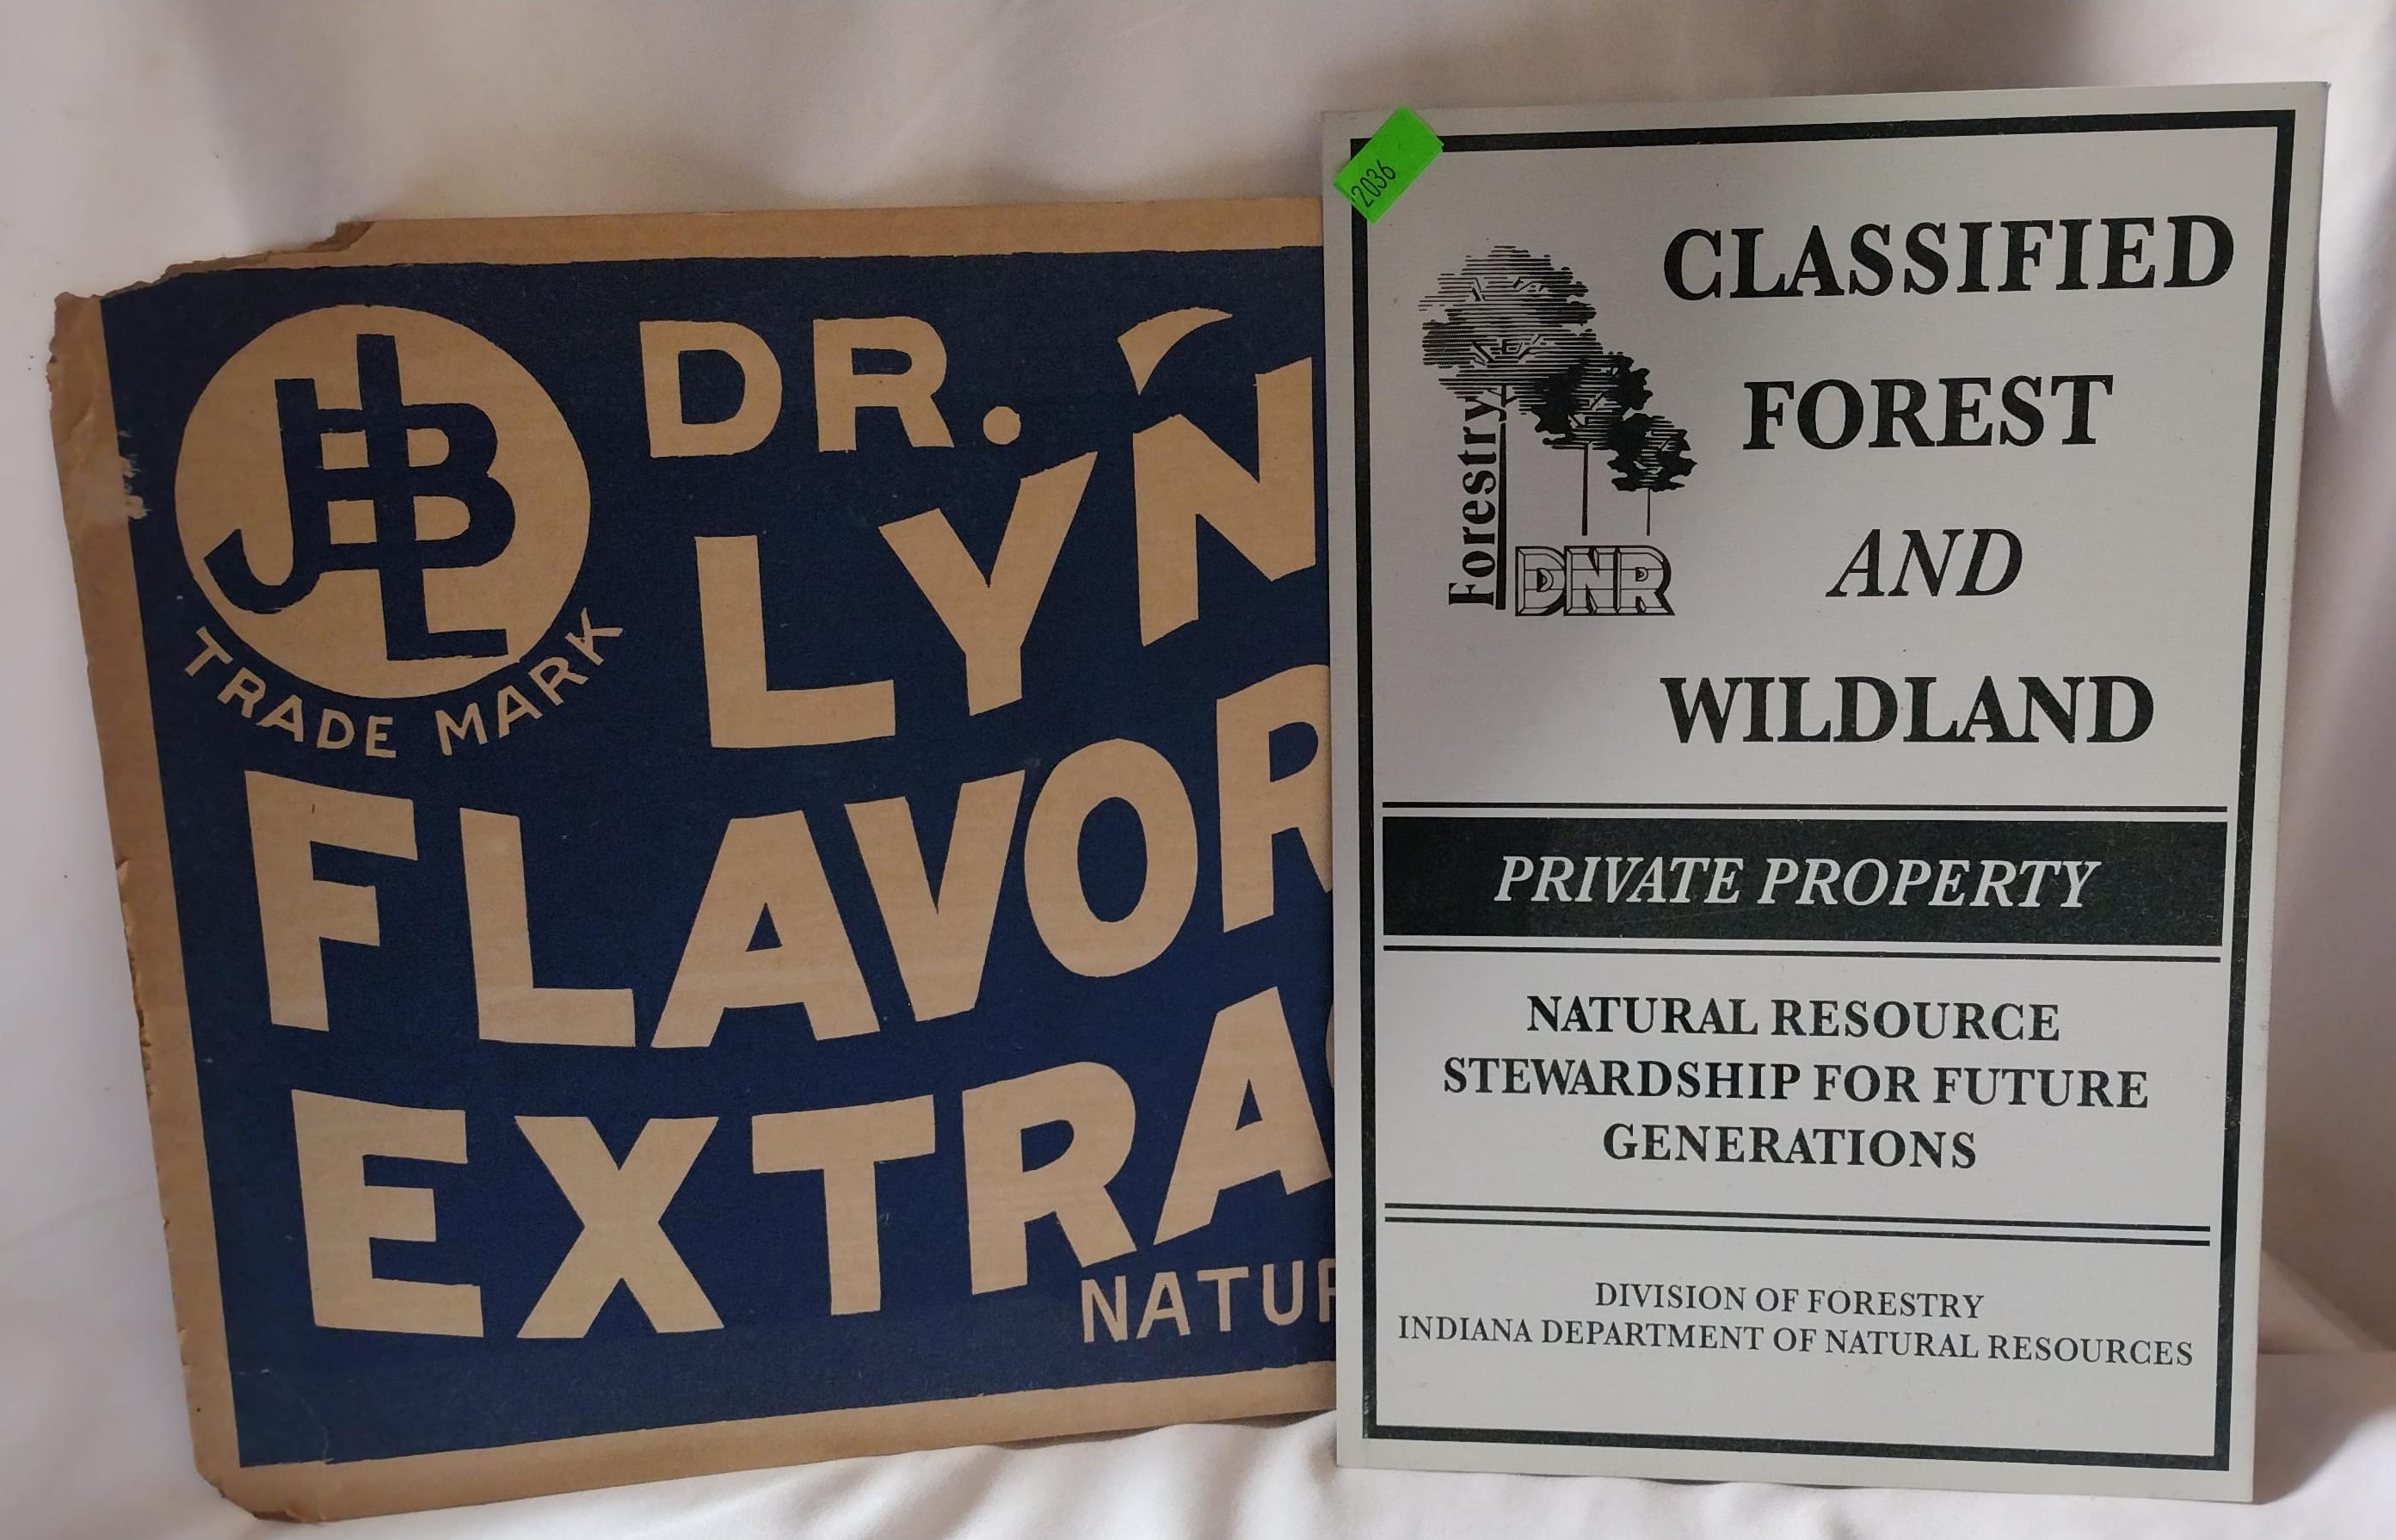 JBL
TRADE MARK
DR.
LYN
FLAVOR
EXTRA
NATUR
2036
CLASSIFIED
FOREST
AND
WILDLAND
Forestry
DNR
PRIVATE PROPERTY
NATURAL RESOURCE
STEWARDSHIP FOR FUTURE
GENERATIONS
DIVISION OF FORESTRY
INDIANA DEPARTMENT OF NATURAL RESOURCES